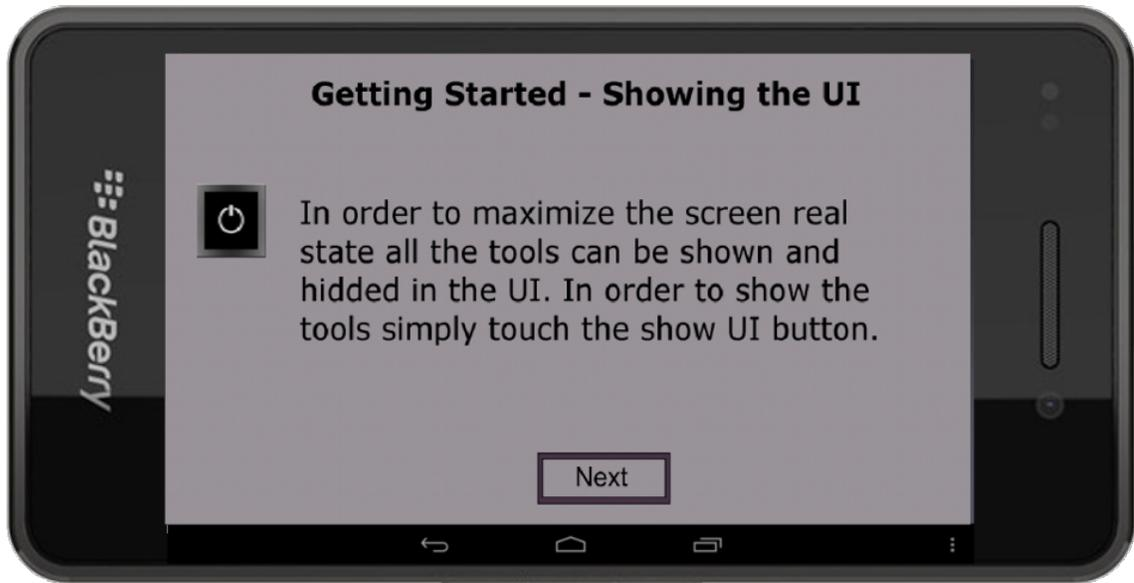 Getting Started - Showing the UI
In order to maximize the screen real
state all the tools can be shown and
hidded in the UI. In order to show the
tools simply touch the show UI button.
Next
BlackBerry